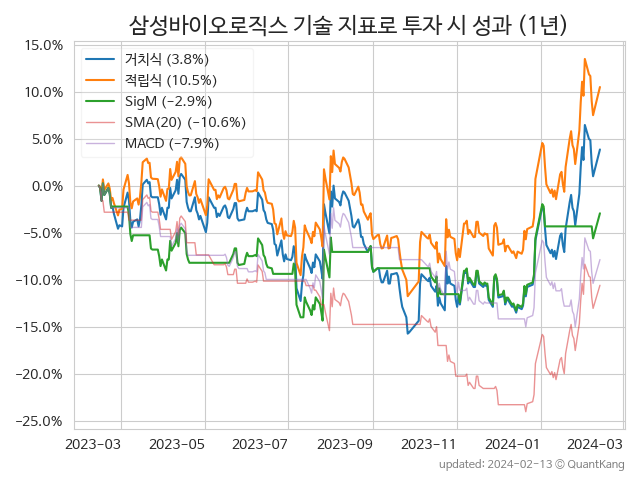 삼성바이오로직스 기술 지표로 투자 시 성과 (1년)
15.0%
10.0%
5.0%
0.0%
−5.0%
−10.0%
−15.0%
−20.0%
−25.0%
거치식 (3.8%)
적립식 (10.5%)
SigM (−2.9%)
SMA(20) (−10.6%)
MACD (−7.9%)
2023-03 2023-05 2023-07 2023-09 2023-11 2024-01 2024-03
updated: 2024-02-13 © QuantKang